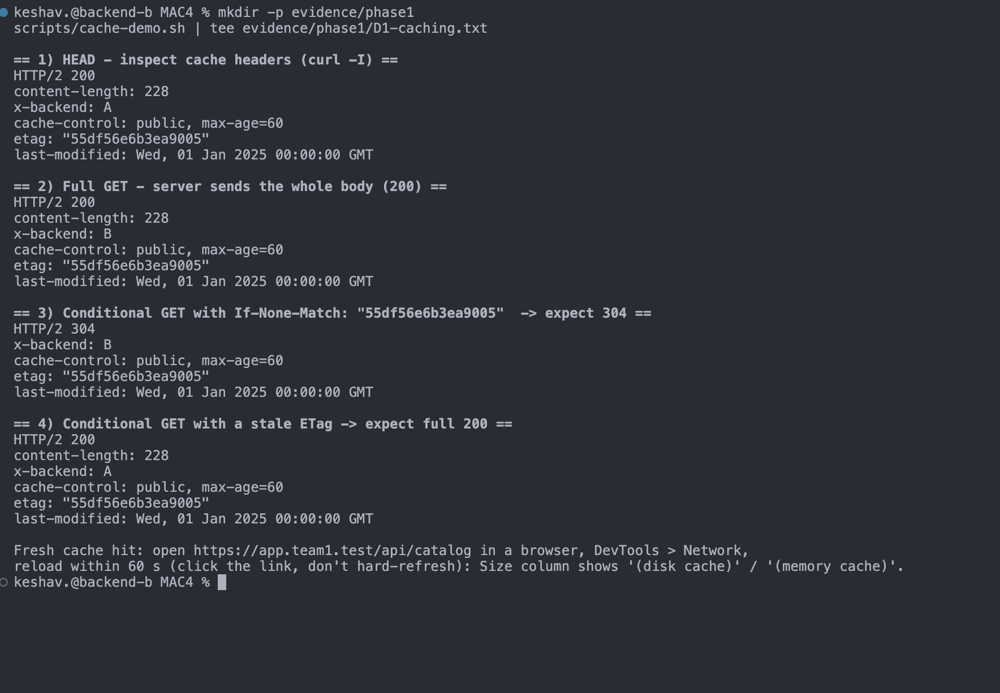 keshav.@backend-b MAC4 % mkdir -p evidence/phase1
scripts/cache-demo.sh | tee evidence/phase1/D1-caching.txt
== 1) HEAD - inspect cache headers (curl -I) ==
HTTP/2 200
content-length: 228
x-backend: A
cache-control: public, max-age=60
etag: "55df56e6b3ea9005"
last-modified: Wed, 01 Jan 2025 00:00:00 GMT
== 2) Full GET - server sends the whole body (200) ==
HTTP/2 200
content-length: 228
x-backend: B
cache-control: public, max-age=60
etag: "55df56e6b3ea9005"
last-modified: Wed, 01 Jan 2025 00:00:00 GMT
== 3) Conditional GET with If-None-Match: "55df56e6b3ea9005"  -> expect 304 ==
HTTP/2 304
x-backend: B
cache-control: public, max-age=60
etag: "55df56e6b3ea9005"
last-modified: Wed, 01 Jan 2025 00:00:00 GMT
== 4) Conditional GET with a stale ETag -> expect full 200 ==
HTTP/2 200
content-length: 228
x-backend: A
cache-control: public, max-age=60
etag: "55df56e6b3ea9005"
last-modified: Wed, 01 Jan 2025 00:00:00 GMT
Fresh cache hit: open https://app.team1.test/api/catalog in a browser, DevTools > Network,
reload within 60 s (click the link, don't hard-refresh): Size column shows '(disk cache)' / '(memory cache)'.
keshav.@backend-b MAC4 %